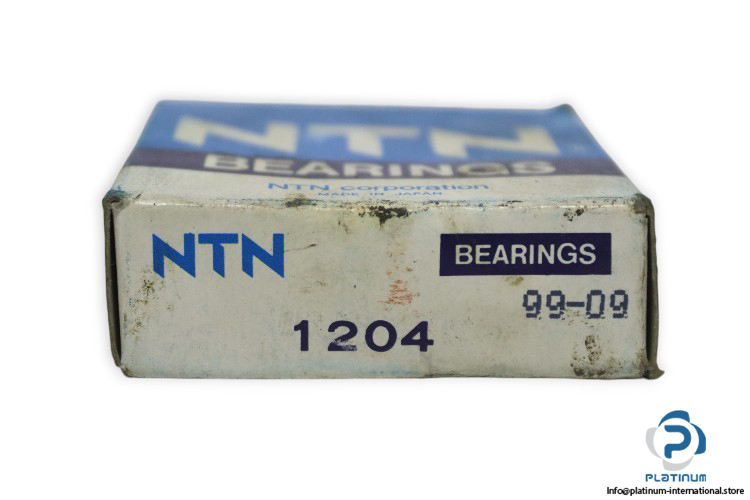 NTN
BEARINGS
NTN corporation
MADE IN JAPAN
NTN
BEARINGS
99-09
1204
PLATINUM
Info@platinum-international.store